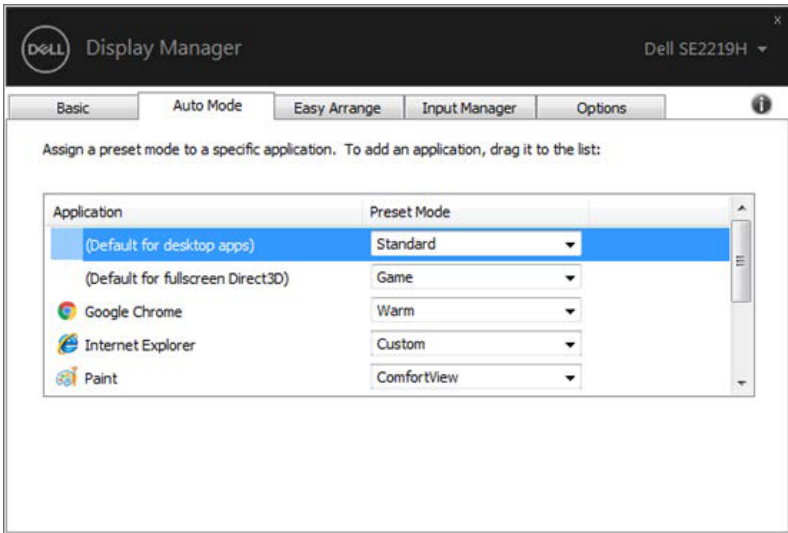 x
DELL Display Manager Dell SE2219H
Basic Auto Mode Easy Arrange Input Manager Options i
Assign a preset mode to a specific application. To add an application, drag it to the list:
Application Preset Mode
(Default for desktop apps) Standard
(Default for fullscreen Direct3D) Game
Google Chrome Warm
Internet Explorer Custom
Paint ComfortView